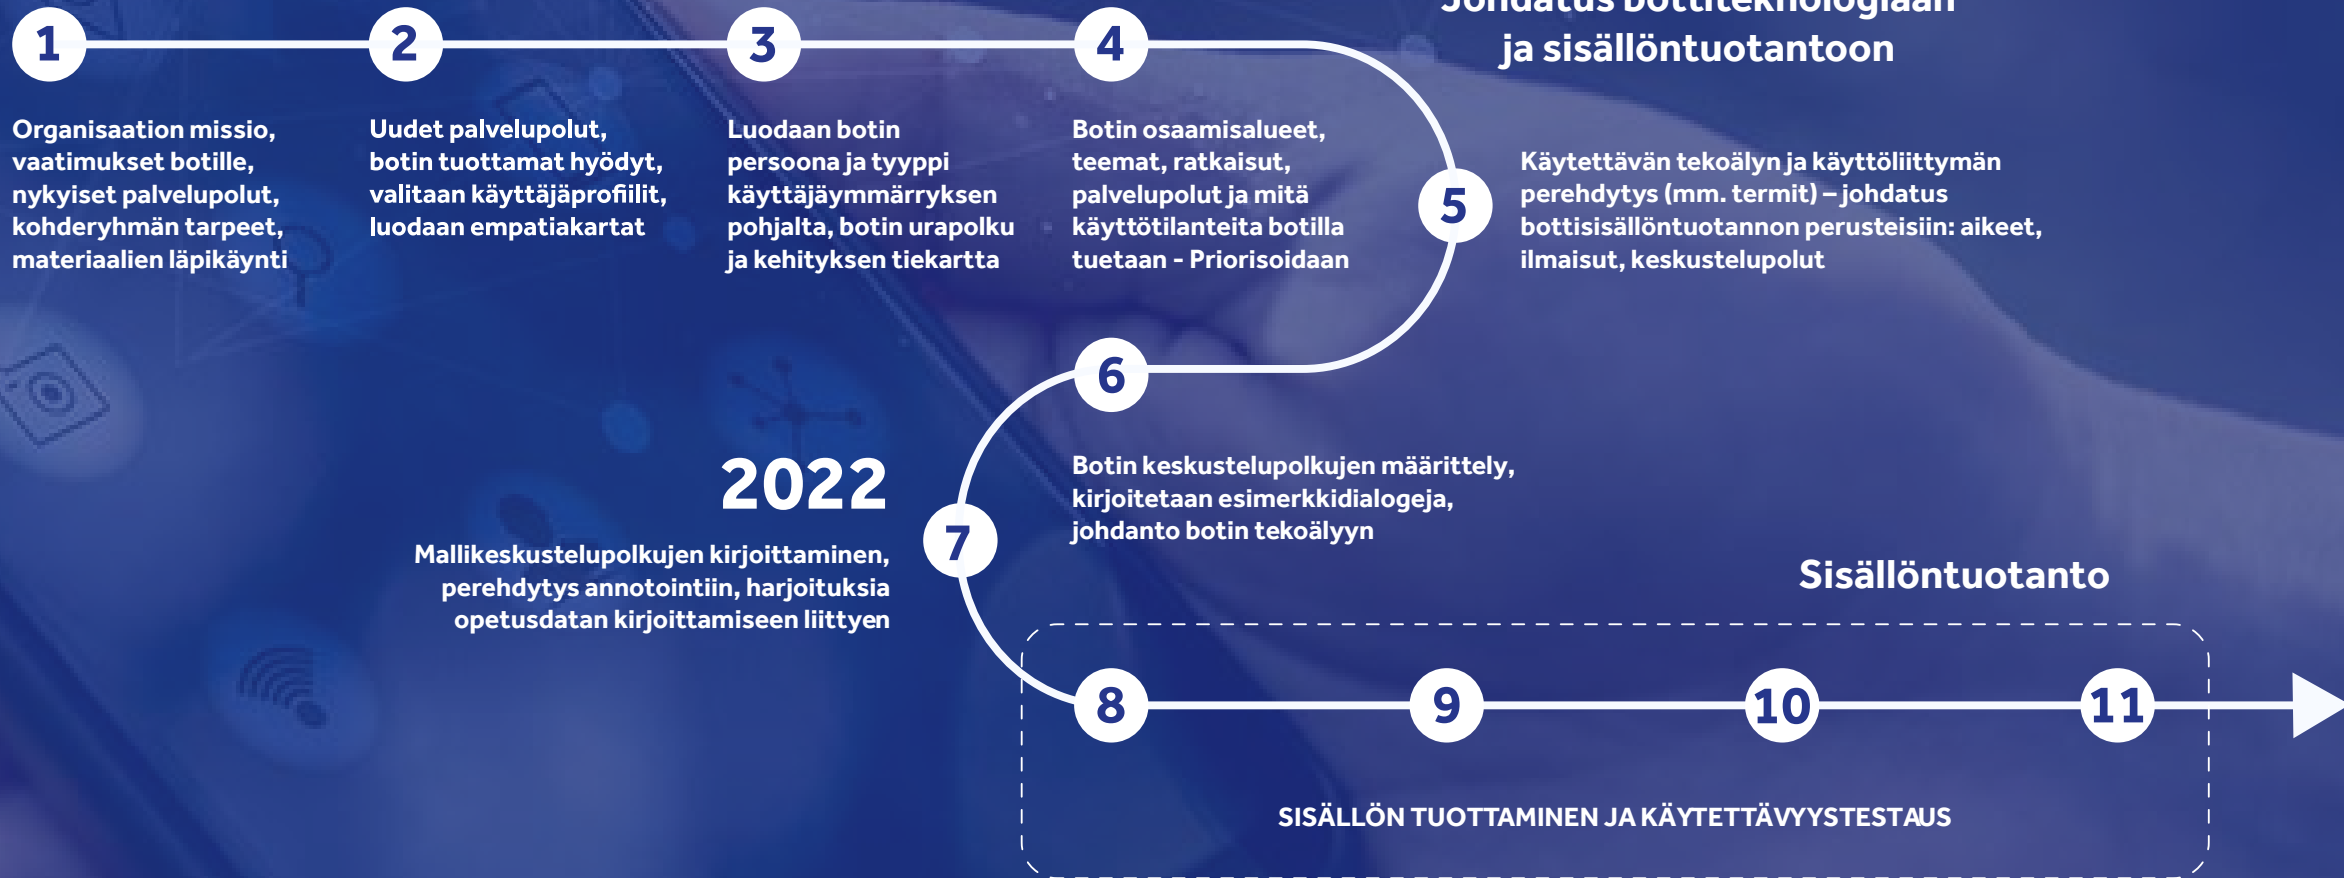 Johdatus bottiteknologiaan
ja sisällöntuotantoon
1
2
3
4
Organisaation missio,
vaatimukset botille,
nykyiset palvelupolut,
kohderyhmän tarpeet,
materiaalien läpikäynti
Uudet palvelupolut,
botin tuottamat hyödyt,
valitaan käyttäjäprofiilit,
luodaan empatiakartat
Luodaan botin
persoona ja tyyppi
käyttäjäymmärryksen
pohjalta, botin urapolku
ja kehityksen tiekartta
Botin osaamisalueet,
teemat, ratkaisut,
palvelupolut ja mitä
käyttötilanteita botilla
tuetaan - Priorisoidaan
5
Käytettävän tekoälyn ja käyttöliittymän
perehdytys (mm. termit) – johdatus
bottisisällöntuotannon perusteisiin: aikeet,
ilmaisut, keskustelupolut
6
Botin keskustelupolkujen määrittely,
kirjoitetaan esimerkkidialogeja,
johdanto botin tekoälyyn
2022
7
Mallikeskustelupolkujen kirjoittaminen,
perehdytys annotointiin, harjoituksia
opetusdatan kirjoittamiseen liittyen
Sisällöntuotanto
8
9
10
11
SISÄLLÖN TUOTTAMINEN JA KÄYTETTÄVYYSTESTAUS